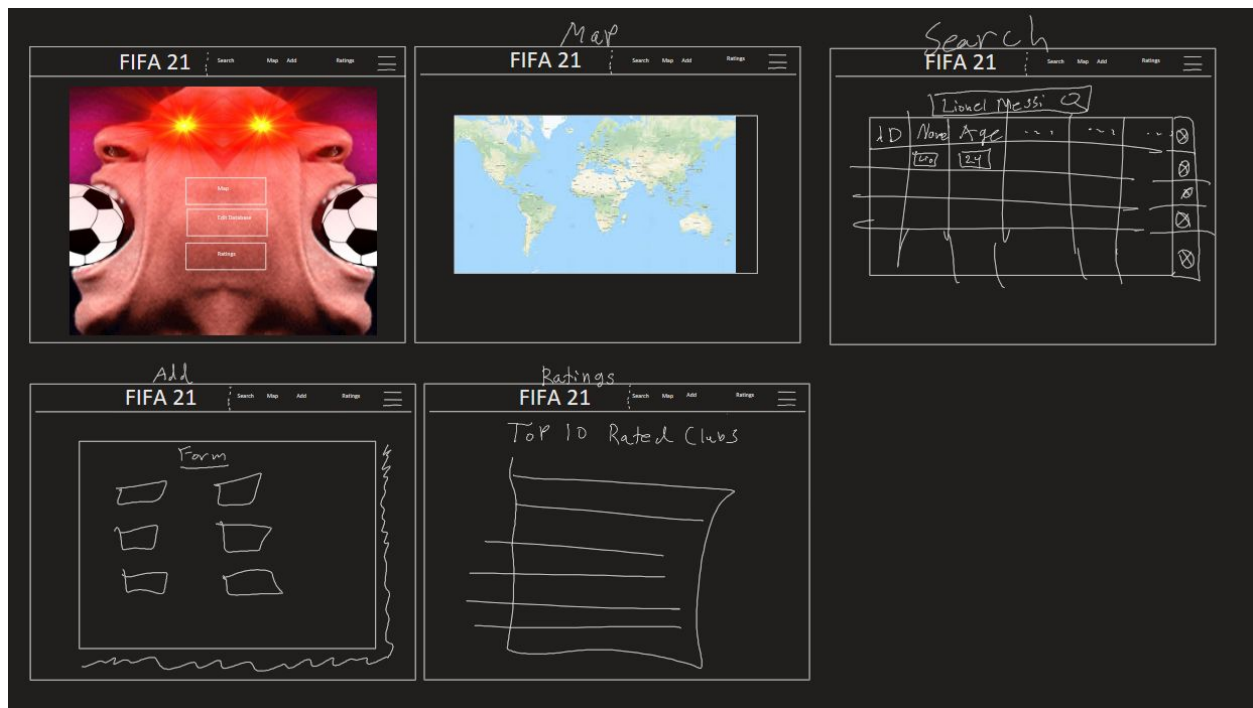 FIFA 21 Search Map Add Ratings
Map
Edit Database
Ratings
Map
FIFA 21 Search Map Add Ratings
Search
FIFA 21 Search Map Add Ratings
Lionel Messi
ID Name Age ... ... ...
24
Add
FIFA 21 Search Map Add Ratings
Form
Ratings
FIFA 21 Search Map Add Ratings
Top 10 Rated Clubs